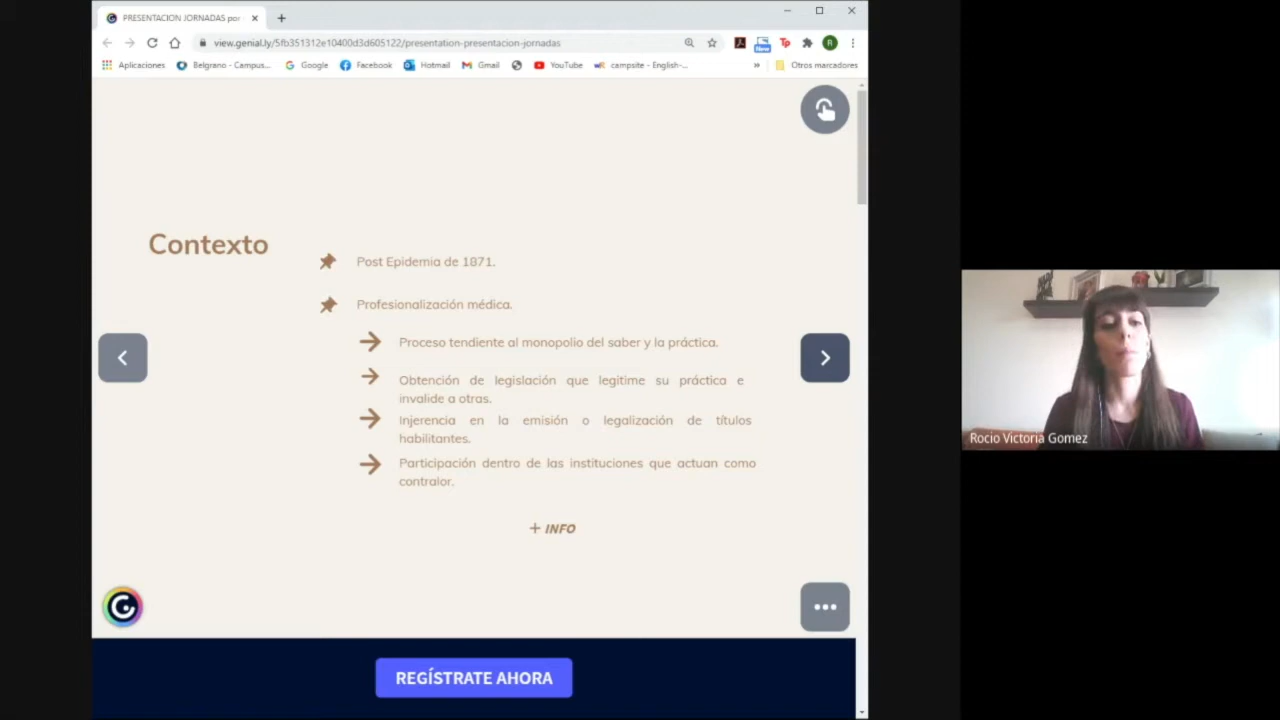 PRESENTACION JORNADAS por
view.genial.ly/5fb351312e10400d3d605122/presentation-presentacion-jornadas
New
Tp
R
Aplicaciones
Belgrano - Campus...
Google
Facebook
Hotmail
Gmail
YouTube
campsite - English-...
»
Otros marcadores
Contexto
Post Epidemia de 1871.
Profesionalización médica.
Proceso tendiente al monopolio del saber y la práctica.
Obtención de legislación que legitime su práctica e
invalide a otras.
Injerencia en la emisión o legalización de títulos
habilitantes.
Participación dentro de las instituciones que actuan como
contralor.
+ INFO
Rocio Victoria Gomez
REGÍSTRATE AHORA